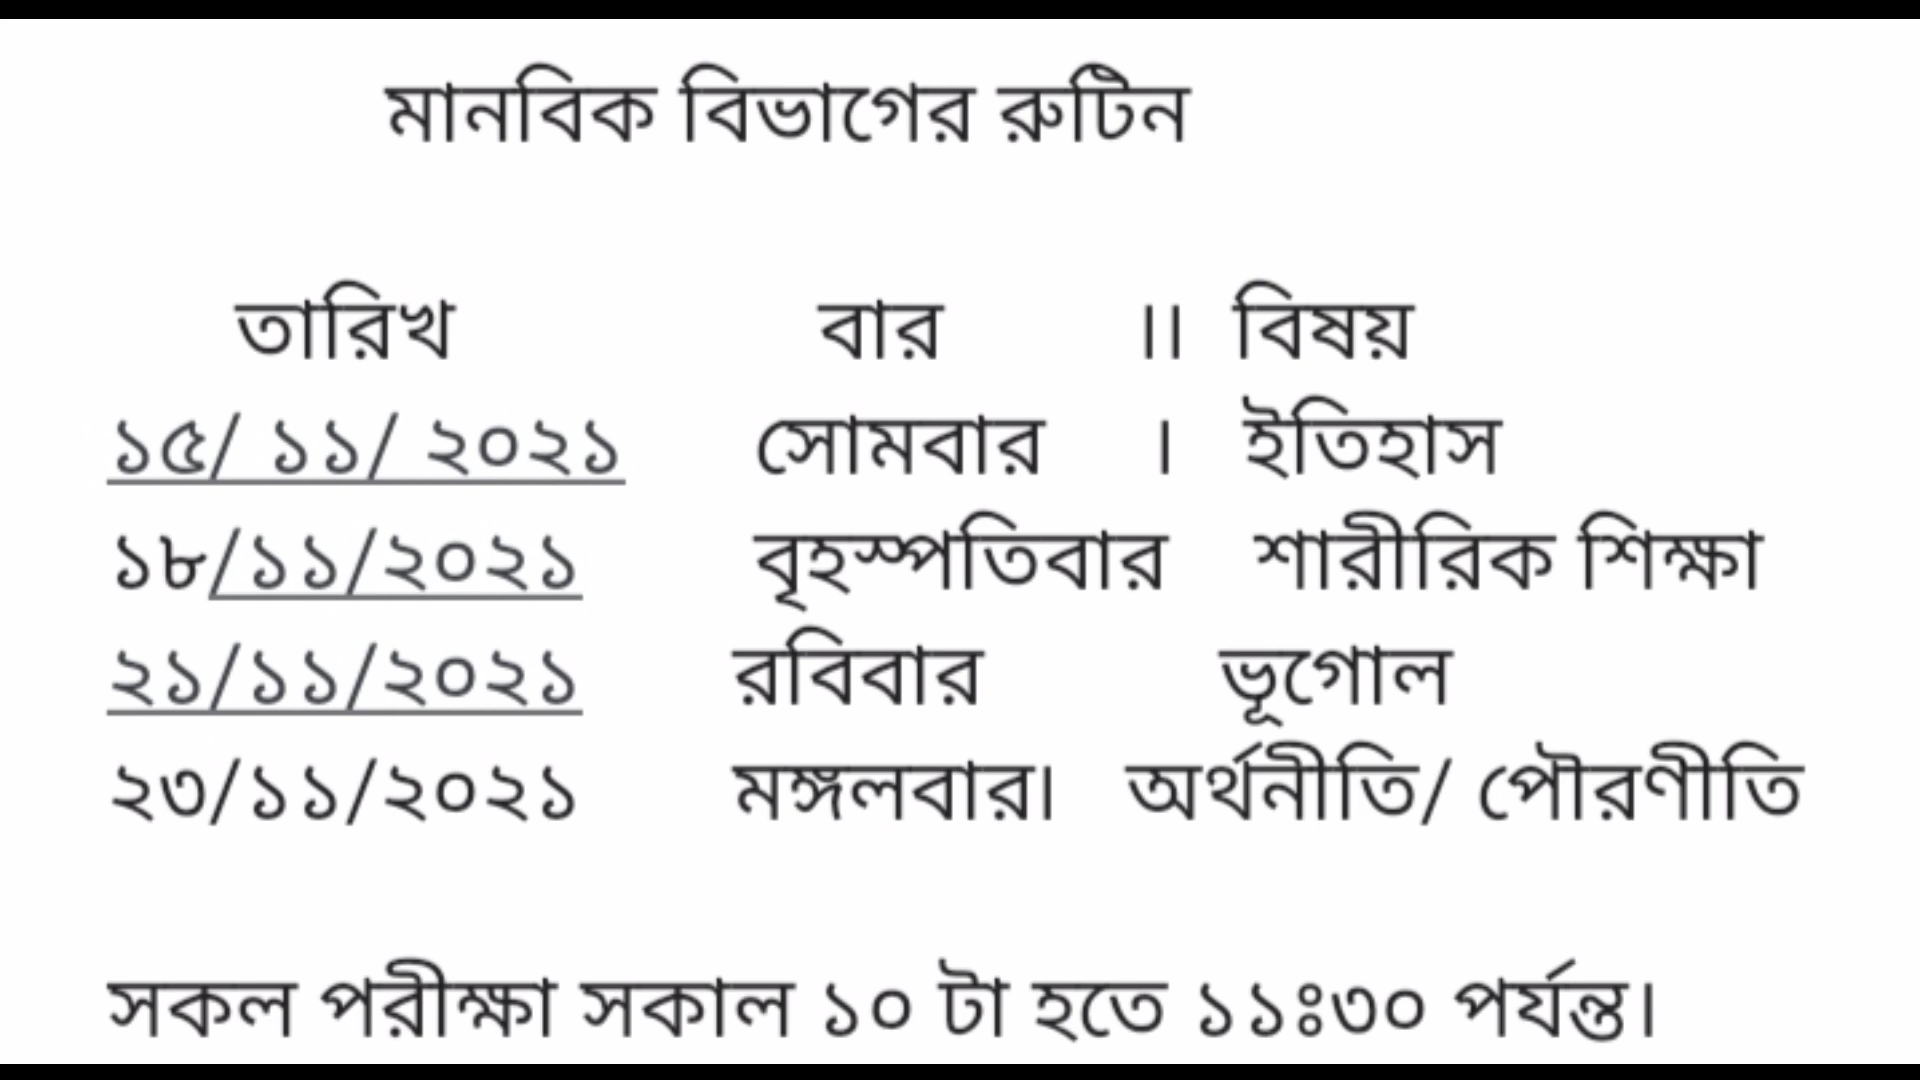 মানবিক বিভাগের রুটিন
তারিখ বার ।। বিষয়
১৫/ ১১/ ২০২১ সোমবার । ইতিহাস
১৮/১১/২০২১ বৃহস্পতিবার শারীরিক শিক্ষা
২১/১১/২০২১ রবিবার ভূগোল
২৩/১১/২০২১ মঙ্গলবার। অর্থনীতি/ পৌরণীতি
সকল পরীক্ষা সকাল ১০ টা হতে ১১ঃ৩০ পর্যন্ত।